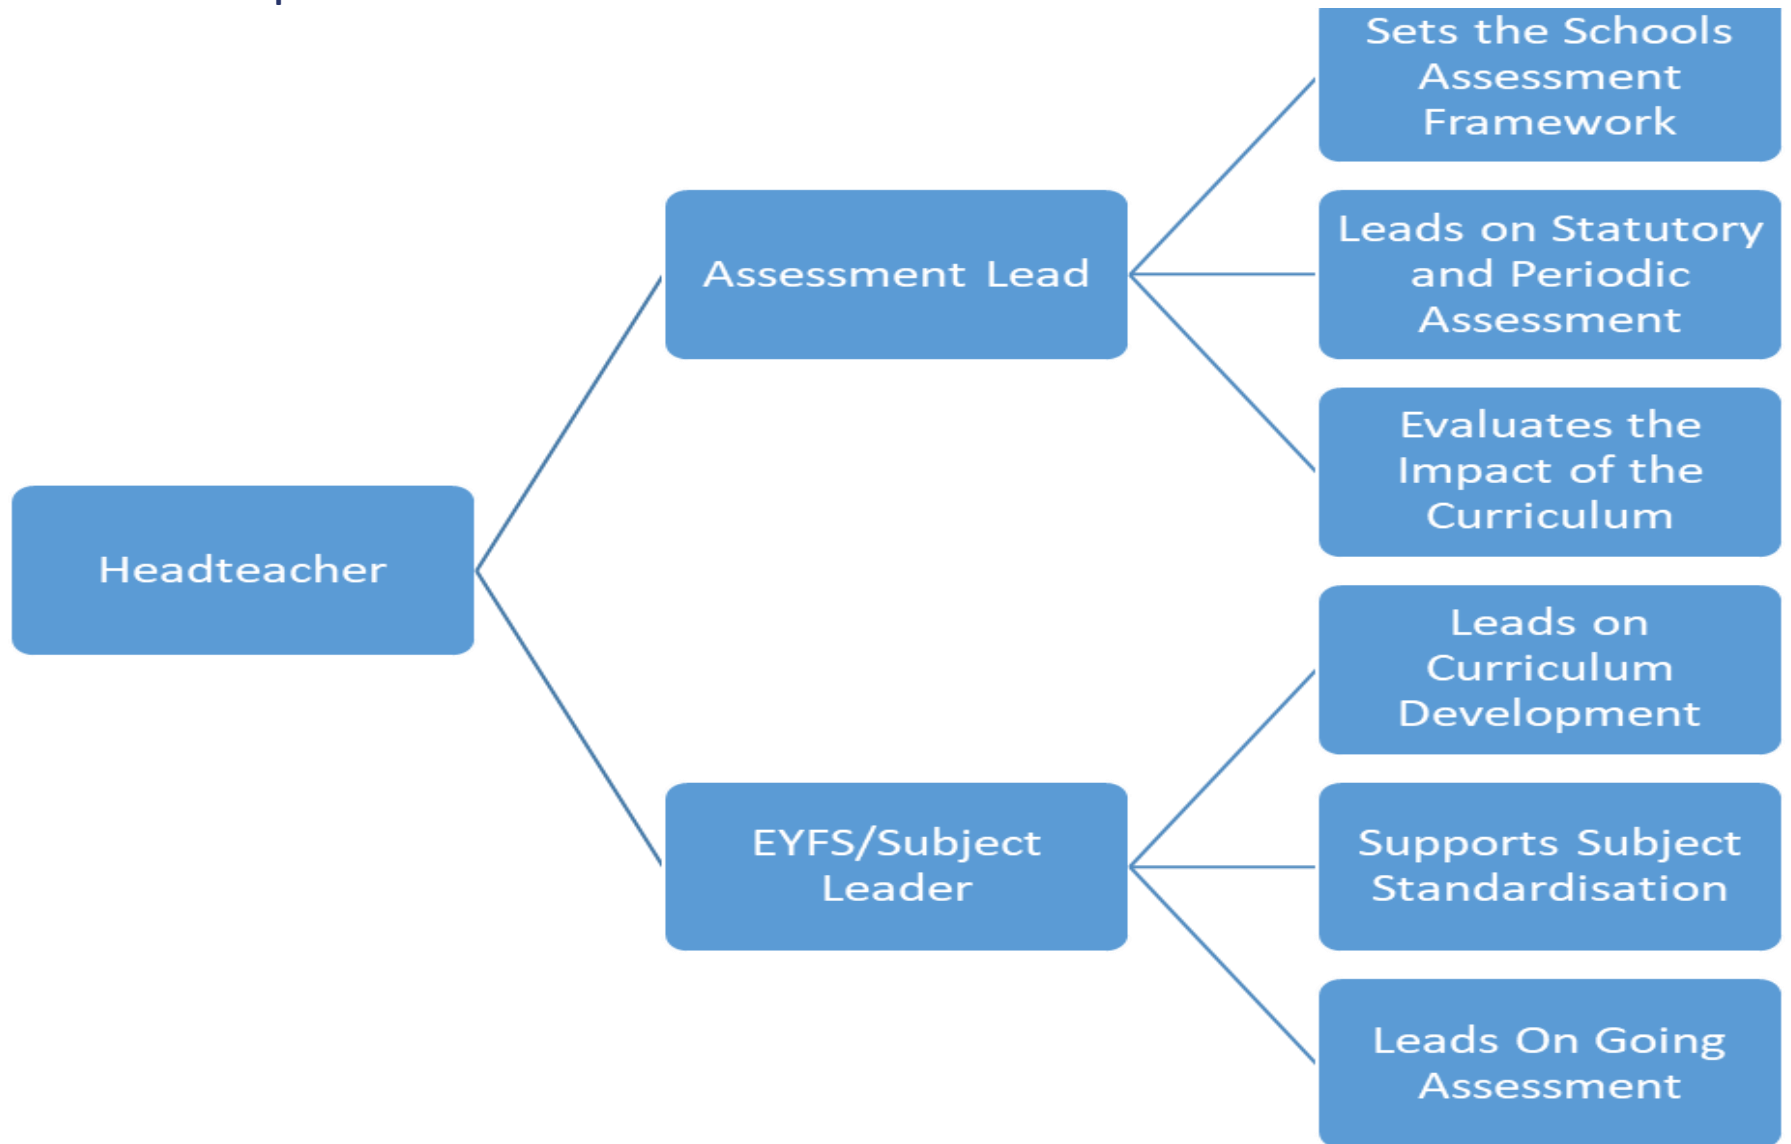 Headteacher
Assessment Lead
EYFS/Subject
Leader
Sets the Schools
Assessment
Framework
Leads on Statutory
and Periodic
Assessment
Evaluates the
Impact of the
Curriculum
Leads on
Curriculum
Development
Supports Subject
Standardisation
Leads On Going
Assessment